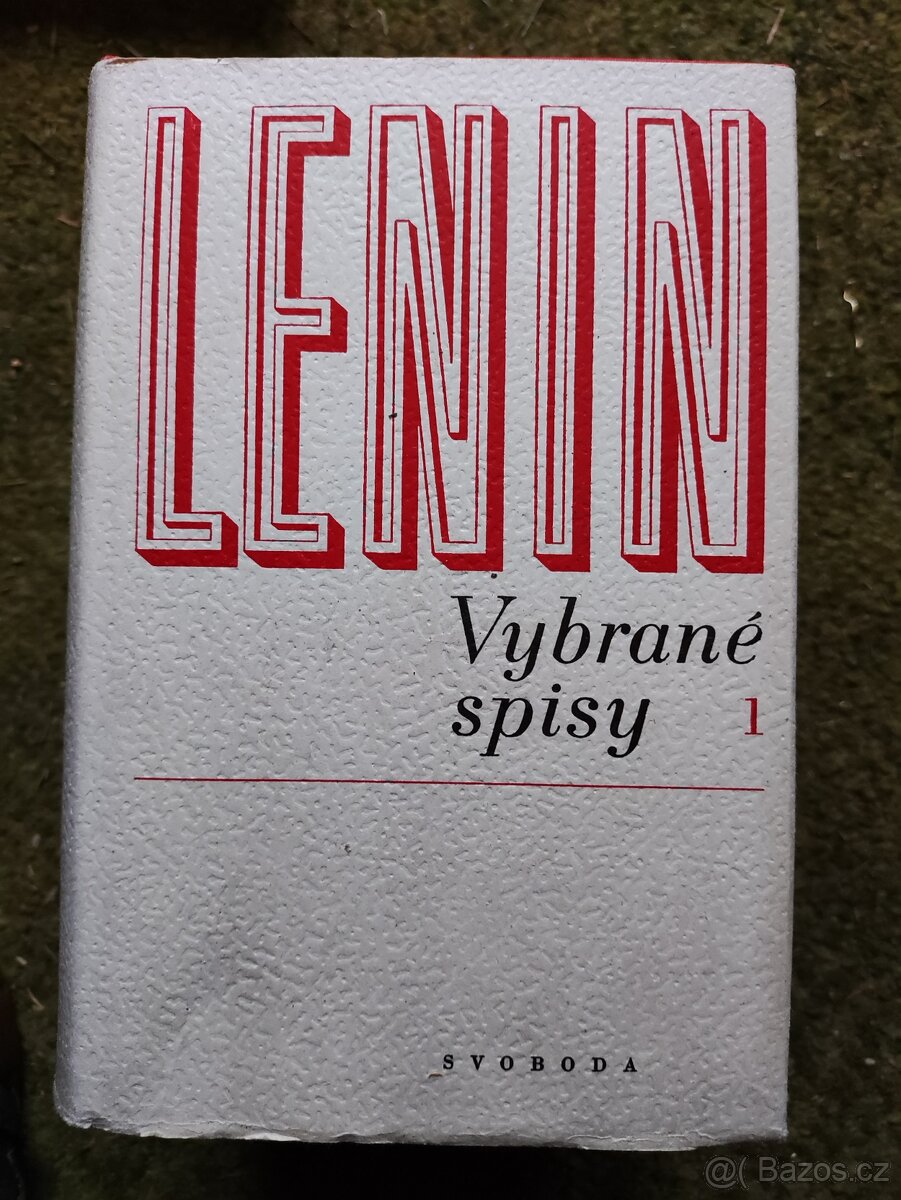 LENIN
Vybrané
spisy 1
SVOBODA
@( Bazos.cz